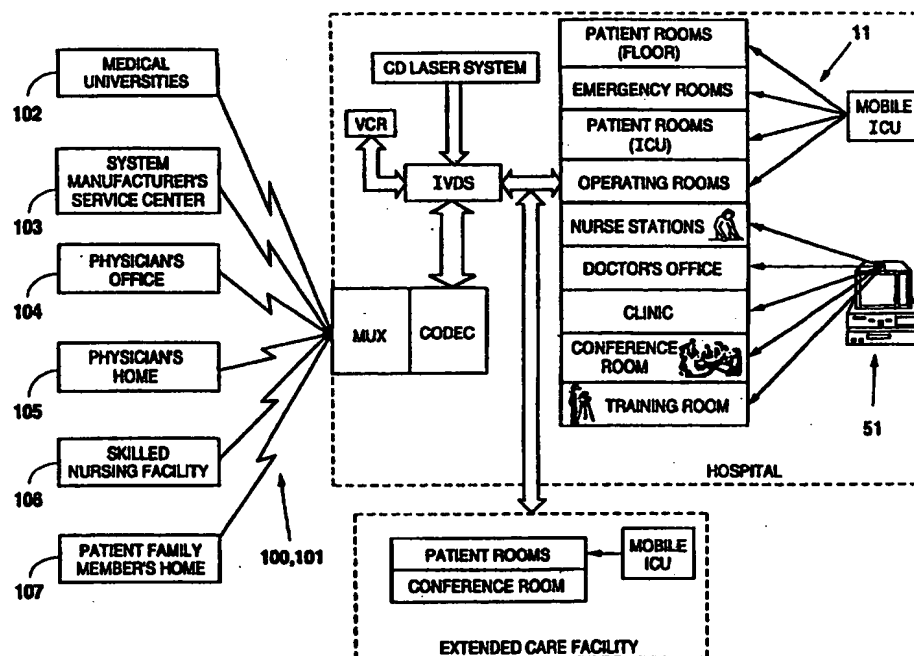 MEDICAL
UNIVERSITIES
102
SYSTEM
MANUFACTURER'S
SERVICE CENTER
103
PHYSICIAN'S
OFFICE
104
PHYSICIAN'S
HOME
105
SKILLED
NURSING FACILITY
106
PATIENT FAMILY
MEMBER'S HOME
107
100,101
CD LASER SYSTEM
VCR
IVDS
MUX
CODEC
PATIENT ROOMS
(FLOOR)
EMERGENCY ROOMS
PATIENT ROOMS
(ICU)
OPERATING ROOMS
NURSE STATIONS
DOCTOR'S OFFICE
CLINIC
CONFERENCE
ROOM
TRAINING ROOM
11
MOBILE
ICU
51
HOSPITAL
PATIENT ROOMS
CONFERENCE ROOM
MOBILE
ICU
EXTENDED CARE FACILITY